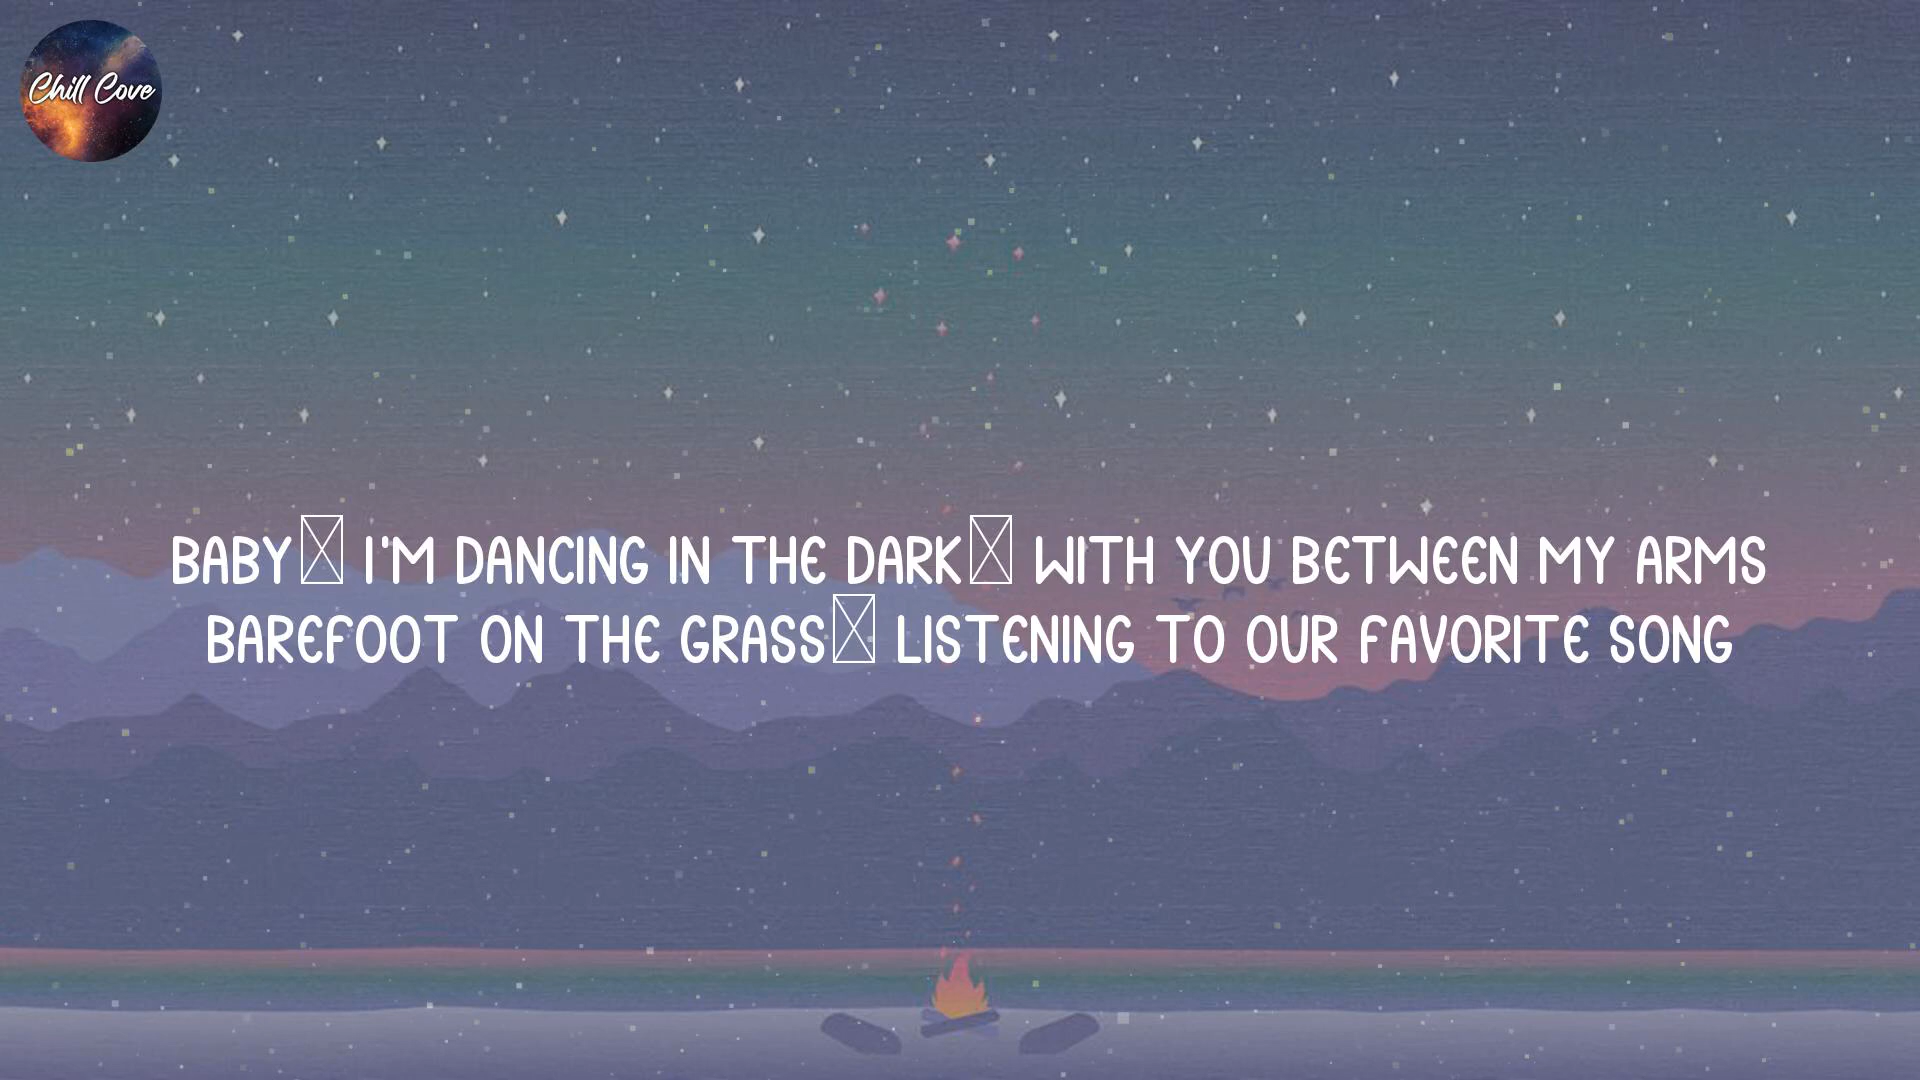 Chill Cove
BABY☒ I'M DANCING IN THE DARK☒ WITH YOU BETWEEN MY ARMS
BAREFOOT ON THE GRASS☒ LISTENING TO OUR FAVORITE SONG